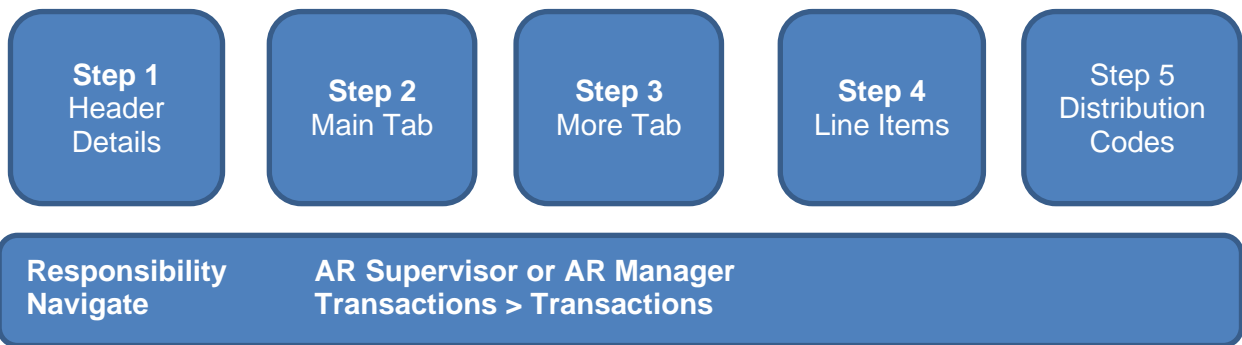 Step 1
Header
Details
Step 2
Main Tab
Step 3
More Tab
Step 4
Line Items
Step 5
Distribution
Codes
Responsibility AR Supervisor or AR Manager
Navigate Transactions > Transactions